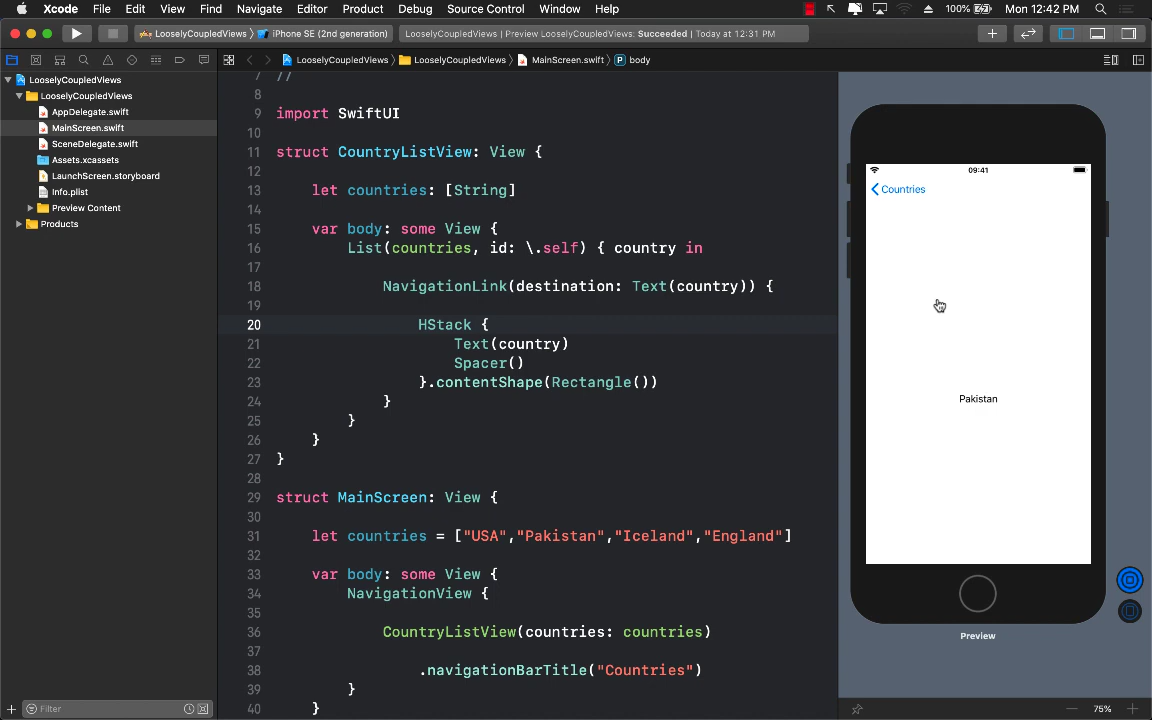 Xcode File Edit View Find Navigate Editor Product Debug Source Control Window Help 100% Mon 12:42 PM
LooselyCoupledViews iPhone SE (2nd generation) LooselyCoupledViews | Preview LooselyCoupledViews: Succeeded | Today at 12:31 PM
LooselyCoupledViews LooselyCoupledViews MainScreen.swift P body
LooselyCoupledViews
LooselyCoupledViews
AppDelegate.swift
MainScreen.swift
SceneDelegate.swift
Assets.xcassets
LaunchScreen.storyboard
Info.plist
Preview Content
Products
Filter
7 //
8
9 import SwiftUI
10
11 struct CountryListView: View {
12
13 let countries: [String]
14
15 var body: some View {
16 List(countries, id: \.self) { country in
17
18 NavigationLink(destination: Text(country)) {
19
20 HStack {
21 Text(country)
22 Spacer()
23 }.contentShape(Rectangle())
24 }
25 }
26 }
27 }
28
29 struct MainScreen: View {
30
31 let countries = ["USA","Pakistan","Iceland","England"]
32
33 var body: some View {
34 NavigationView {
35
36 CountryListView(countries: countries)
37
38 .navigationBarTitle("Countries")
39 }
40 }
09:41
Countries
Pakistan
Preview
75%